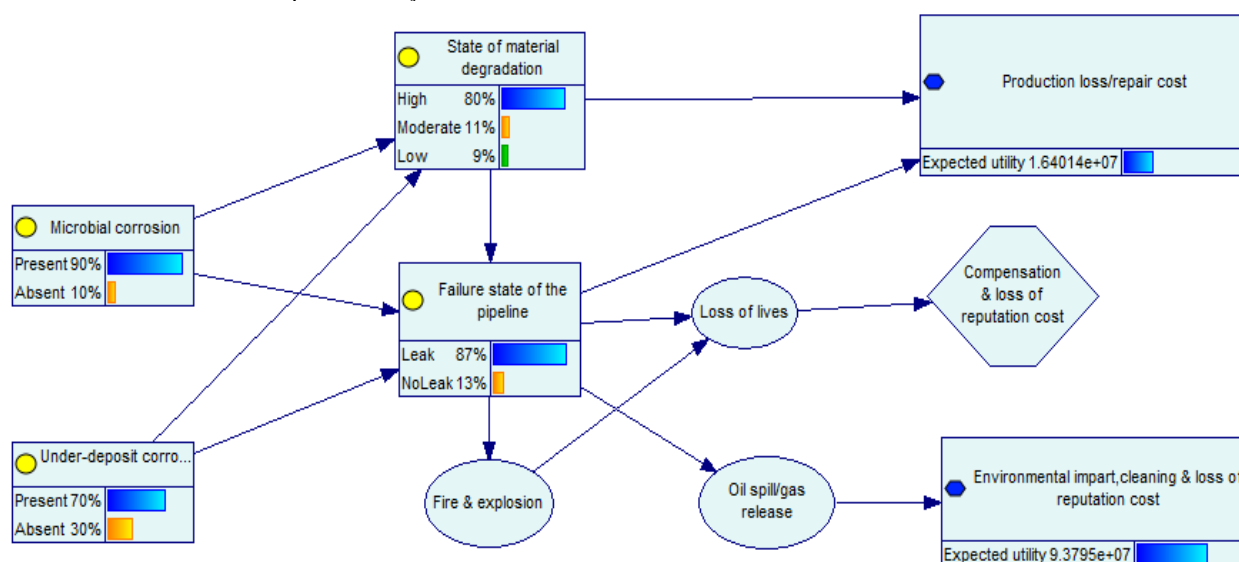 State of material
degradation
High 80%
Moderate 11%
Low 9%
Production loss/repair cost
Expected utility 1.64014e+07
Microbial corrosion
Present 90%
Absent 10%
Failure state of the
pipeline
Leak 87%
NoLeak 13%
Loss of lives
Compensation
& loss of
reputation cost
Under-deposit corro...
Present 70%
Absent 30%
Fire & explosion
Oil spill/gas
release
Environmental impart,cleaning & loss of
reputation cost
Expected utility 9.3795e+07